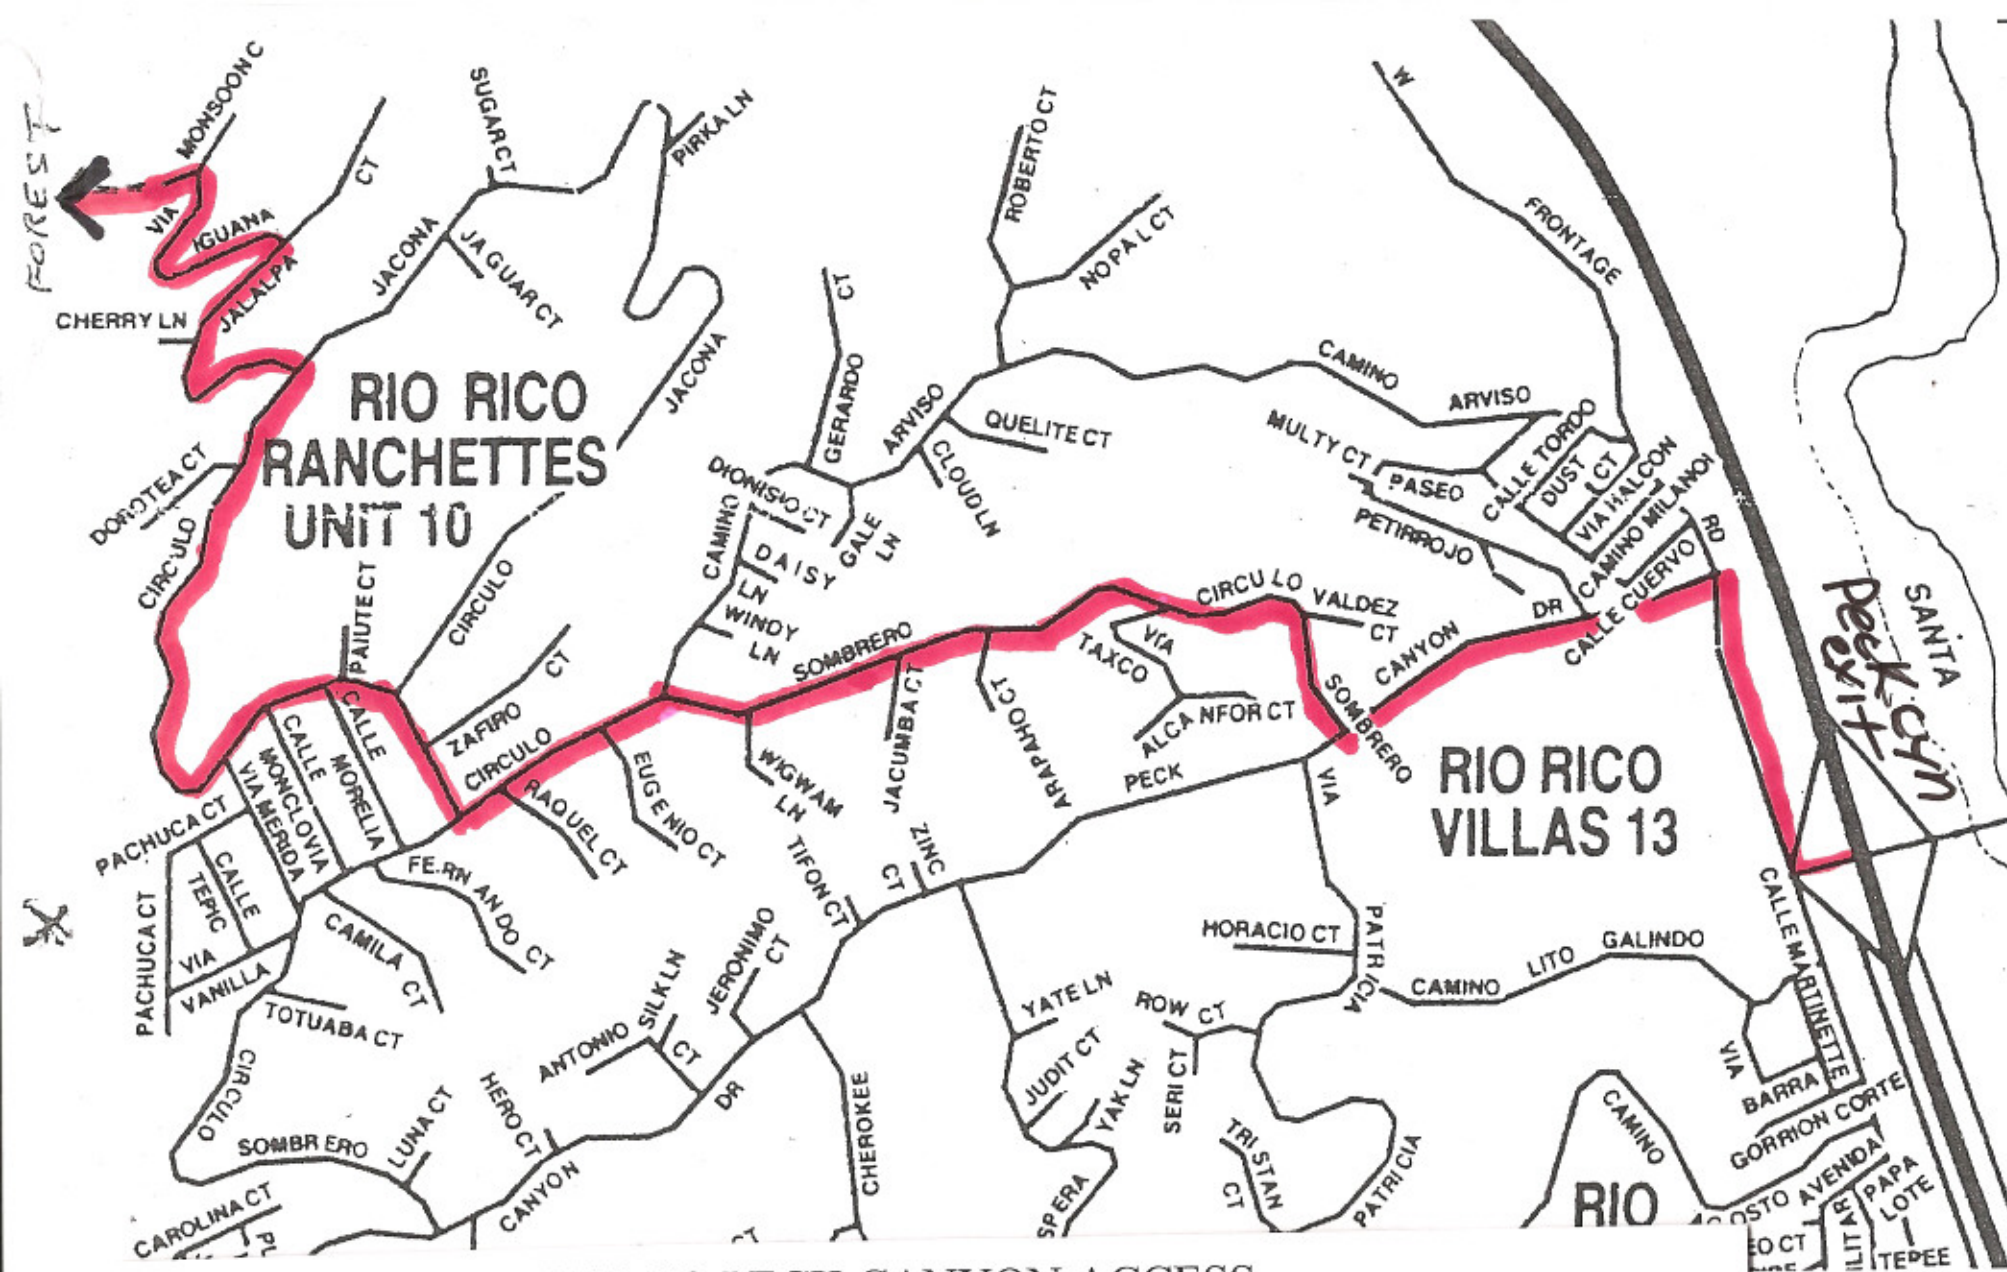 MONSOON C
FOREST
VIA
IGUANA
CT
JALALPA
CHERRY LN
SUGAR CT
PIRKA LN
JACONA
JAGUAR CT
JACONA
RIO RICO
RANCHETTES
UNIT 10
DOROTEA CT
CIRCULO
PAIUTE CT
CIRCULO
ZAFIRO CT
ROBERTO CT
NOPAL CT
GERARDO CT
ARVISO
QUELITE CT
CLOUD LN
DIONISIO CT
GALE LN
CAMINO
DAISY LN
WINDY LN
CAMINO ARVISO
W FRONTAGE RD
MULTY CT
PASEO
PETIRROJO
CALLE TORDO
DUST CT
VIA HALCON
CAMINO MILANO
CALLE CUERVO
CANYON DR
CIRCULO
VALDEZ CT
SOMBRERO
SOMBRERO
VIA TAXCO
ALCANFOR CT
PECK
ARAPAHO CT
JACUMBA CT
WIGWAM LN
EUGENIO CT
RAQUEL CT
CIRCULO
CALLE MORELIA
CALLE MONCLOVIA
VIA MERIDA
PACHUCA CT
PACHUCA CT
CALLE TEPIC
VIA VANILLA
FERNANDO CT
CAMILA CT
TOTUABA CT
CIRCULO
SOMBRERO
LUNA CT
HERO CT
CANYON
DR
CAROLINA CT
ANTONIO CT
SILK LN
JERONIMO CT
TIFON CT
ZINC CT
CHEROKEE
YATE LN
JUDIT CT
YAK LN
SPERA
ROW CT
SERI CT
TRISTAN CT
PATRICIA
HORACIO CT
VIA PATRICIA
RIO RICO
VILLAS 13
CAMINO LITO GALINDO
CALLE MARTINETTE
VIA BARRA
GORRION CORTE
CAMINO
RIO
AVENIDA
PAPA LOTE
TEPEE
Peck Cyn
exit
SANTA
CANYON ACCESS